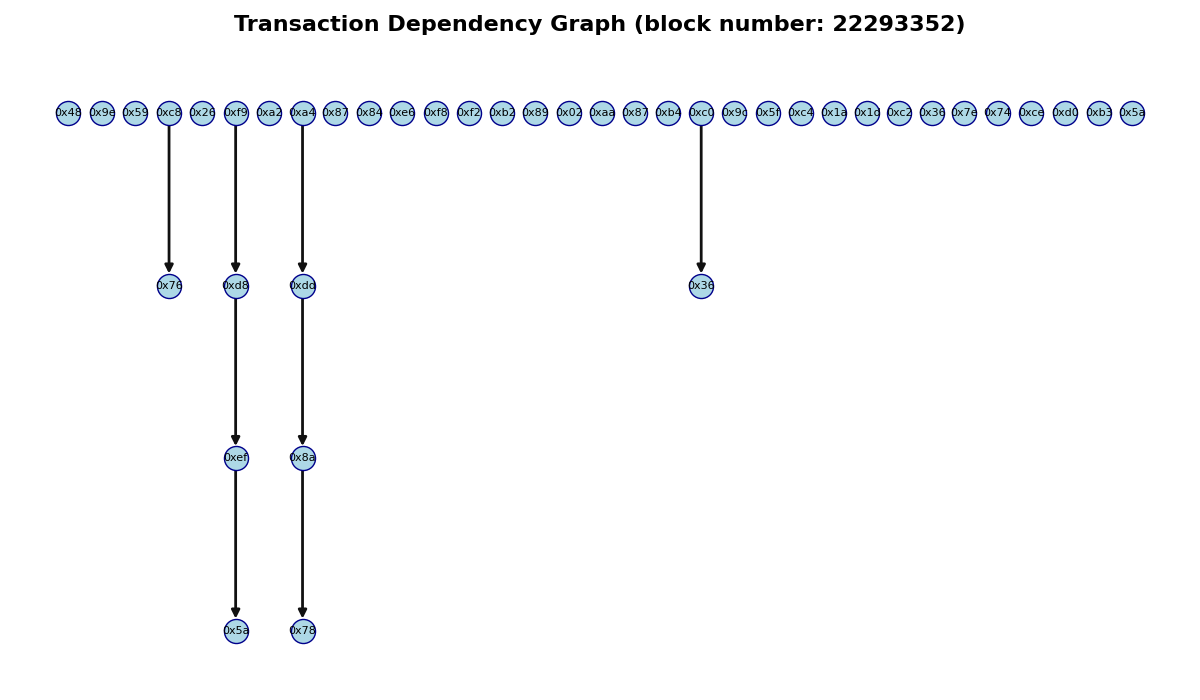 Transaction Dependency Graph (block number: 22293352)
0x48 0x9e 0x59 0xc8 0x26 0xf9 0xa2 0xa4 0x87 0x84 0xe6 0xf8 0xf2 0xb2 0x89 0x02 0xaa 0x87 0xb4 0xc0 0x9c 0x5f 0xc4 0x1a 0x1c 0xc2 0x36 0x7e 0x74 0xce 0xd0 0xb3 0x5a
0x76 0xd8 0xdd 0x36
0xef 0x8a
0x5a 0x78